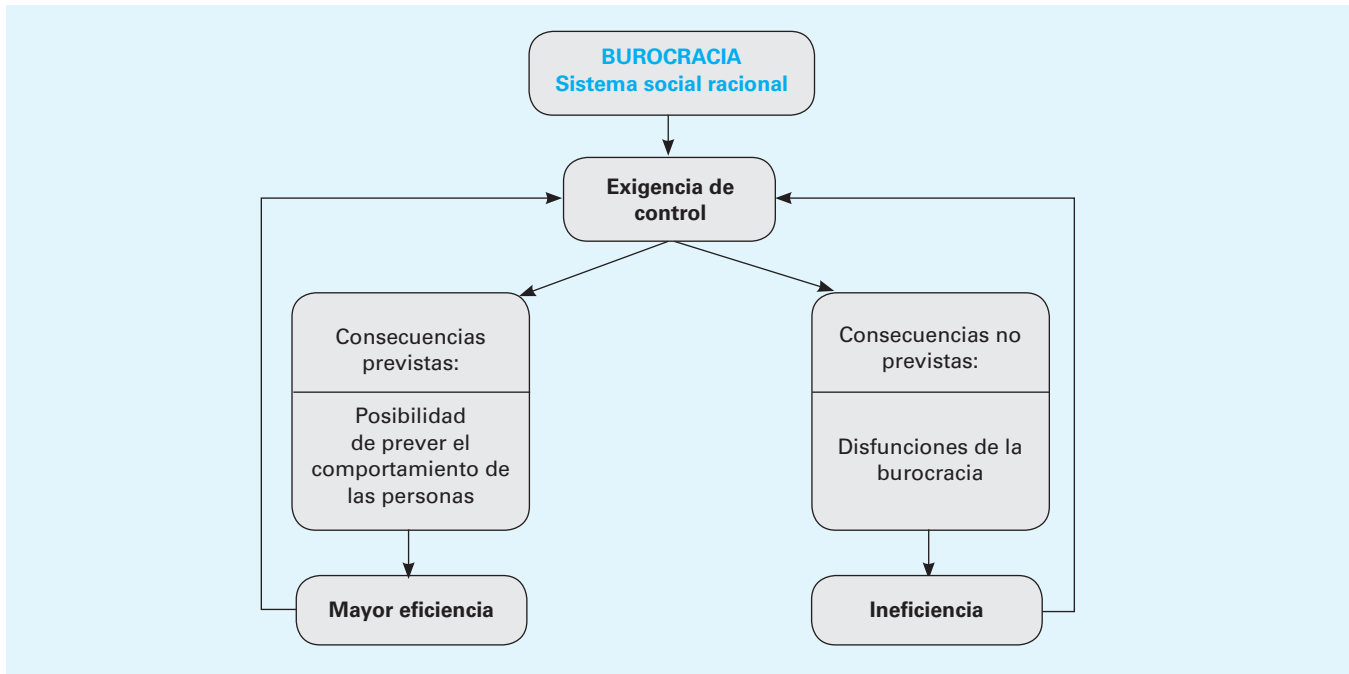 BUROCRACIA
Sistema social racional
Exigencia de
control
Consecuencias
previstas:
Posibilidad
de prever el
comportamiento de
las personas
Mayor eficiencia
Consecuencias no
previstas:
Disfunciones de la
burocracia
Ineficiencia